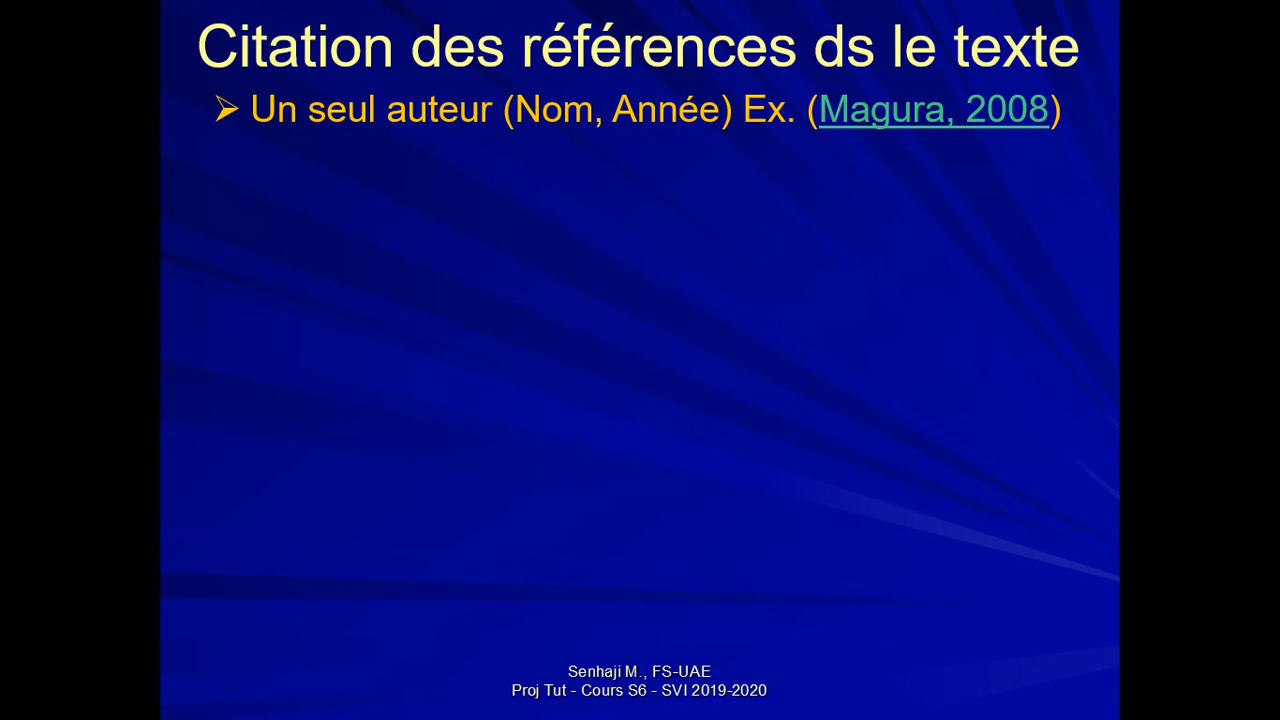 Citation des références ds le texte
➢ Un seul auteur (Nom, Année) Ex. (Magura, 2008)
Senhaji M., FS-UAE
Proj Tut - Cours S6 - SVI 2019-2020